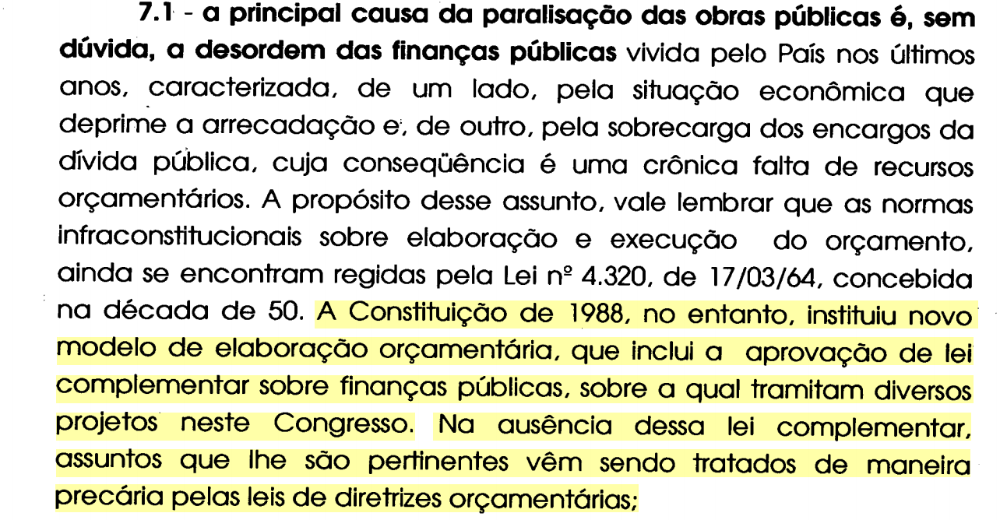 7.1 - a principal causa da paralisação das obras públicas é, sem
dúvida, a desordem das finanças públicas vivida pelo País nos últimos
anos, caracterizada, de um lado, pela situação econômica que
deprime a arrecadação e, de outro, pela sobrecarga dos encargos da
dívida pública, cuja conseqüência é uma crônica falta de recursos
orçamentários. A propósito desse assunto, vale lembrar que as normas
infraconstitucionais sobre elaboração e execução do orçamento,
ainda se encontram regidas pela Lei nº 4.320, de 17/03/64, concebida
na década de 50. A Constituição de 1988, no entanto, instituiu novo
modelo de elaboração orçamentária, que inclui a aprovação de lei
complementar sobre finanças públicas, sobre a qual tramitam diversos
projetos neste Congresso. Na ausência dessa lei complementar,
assuntos que lhe são pertinentes vêm sendo tratados de maneira
precária pelas leis de diretrizes orçamentárias;